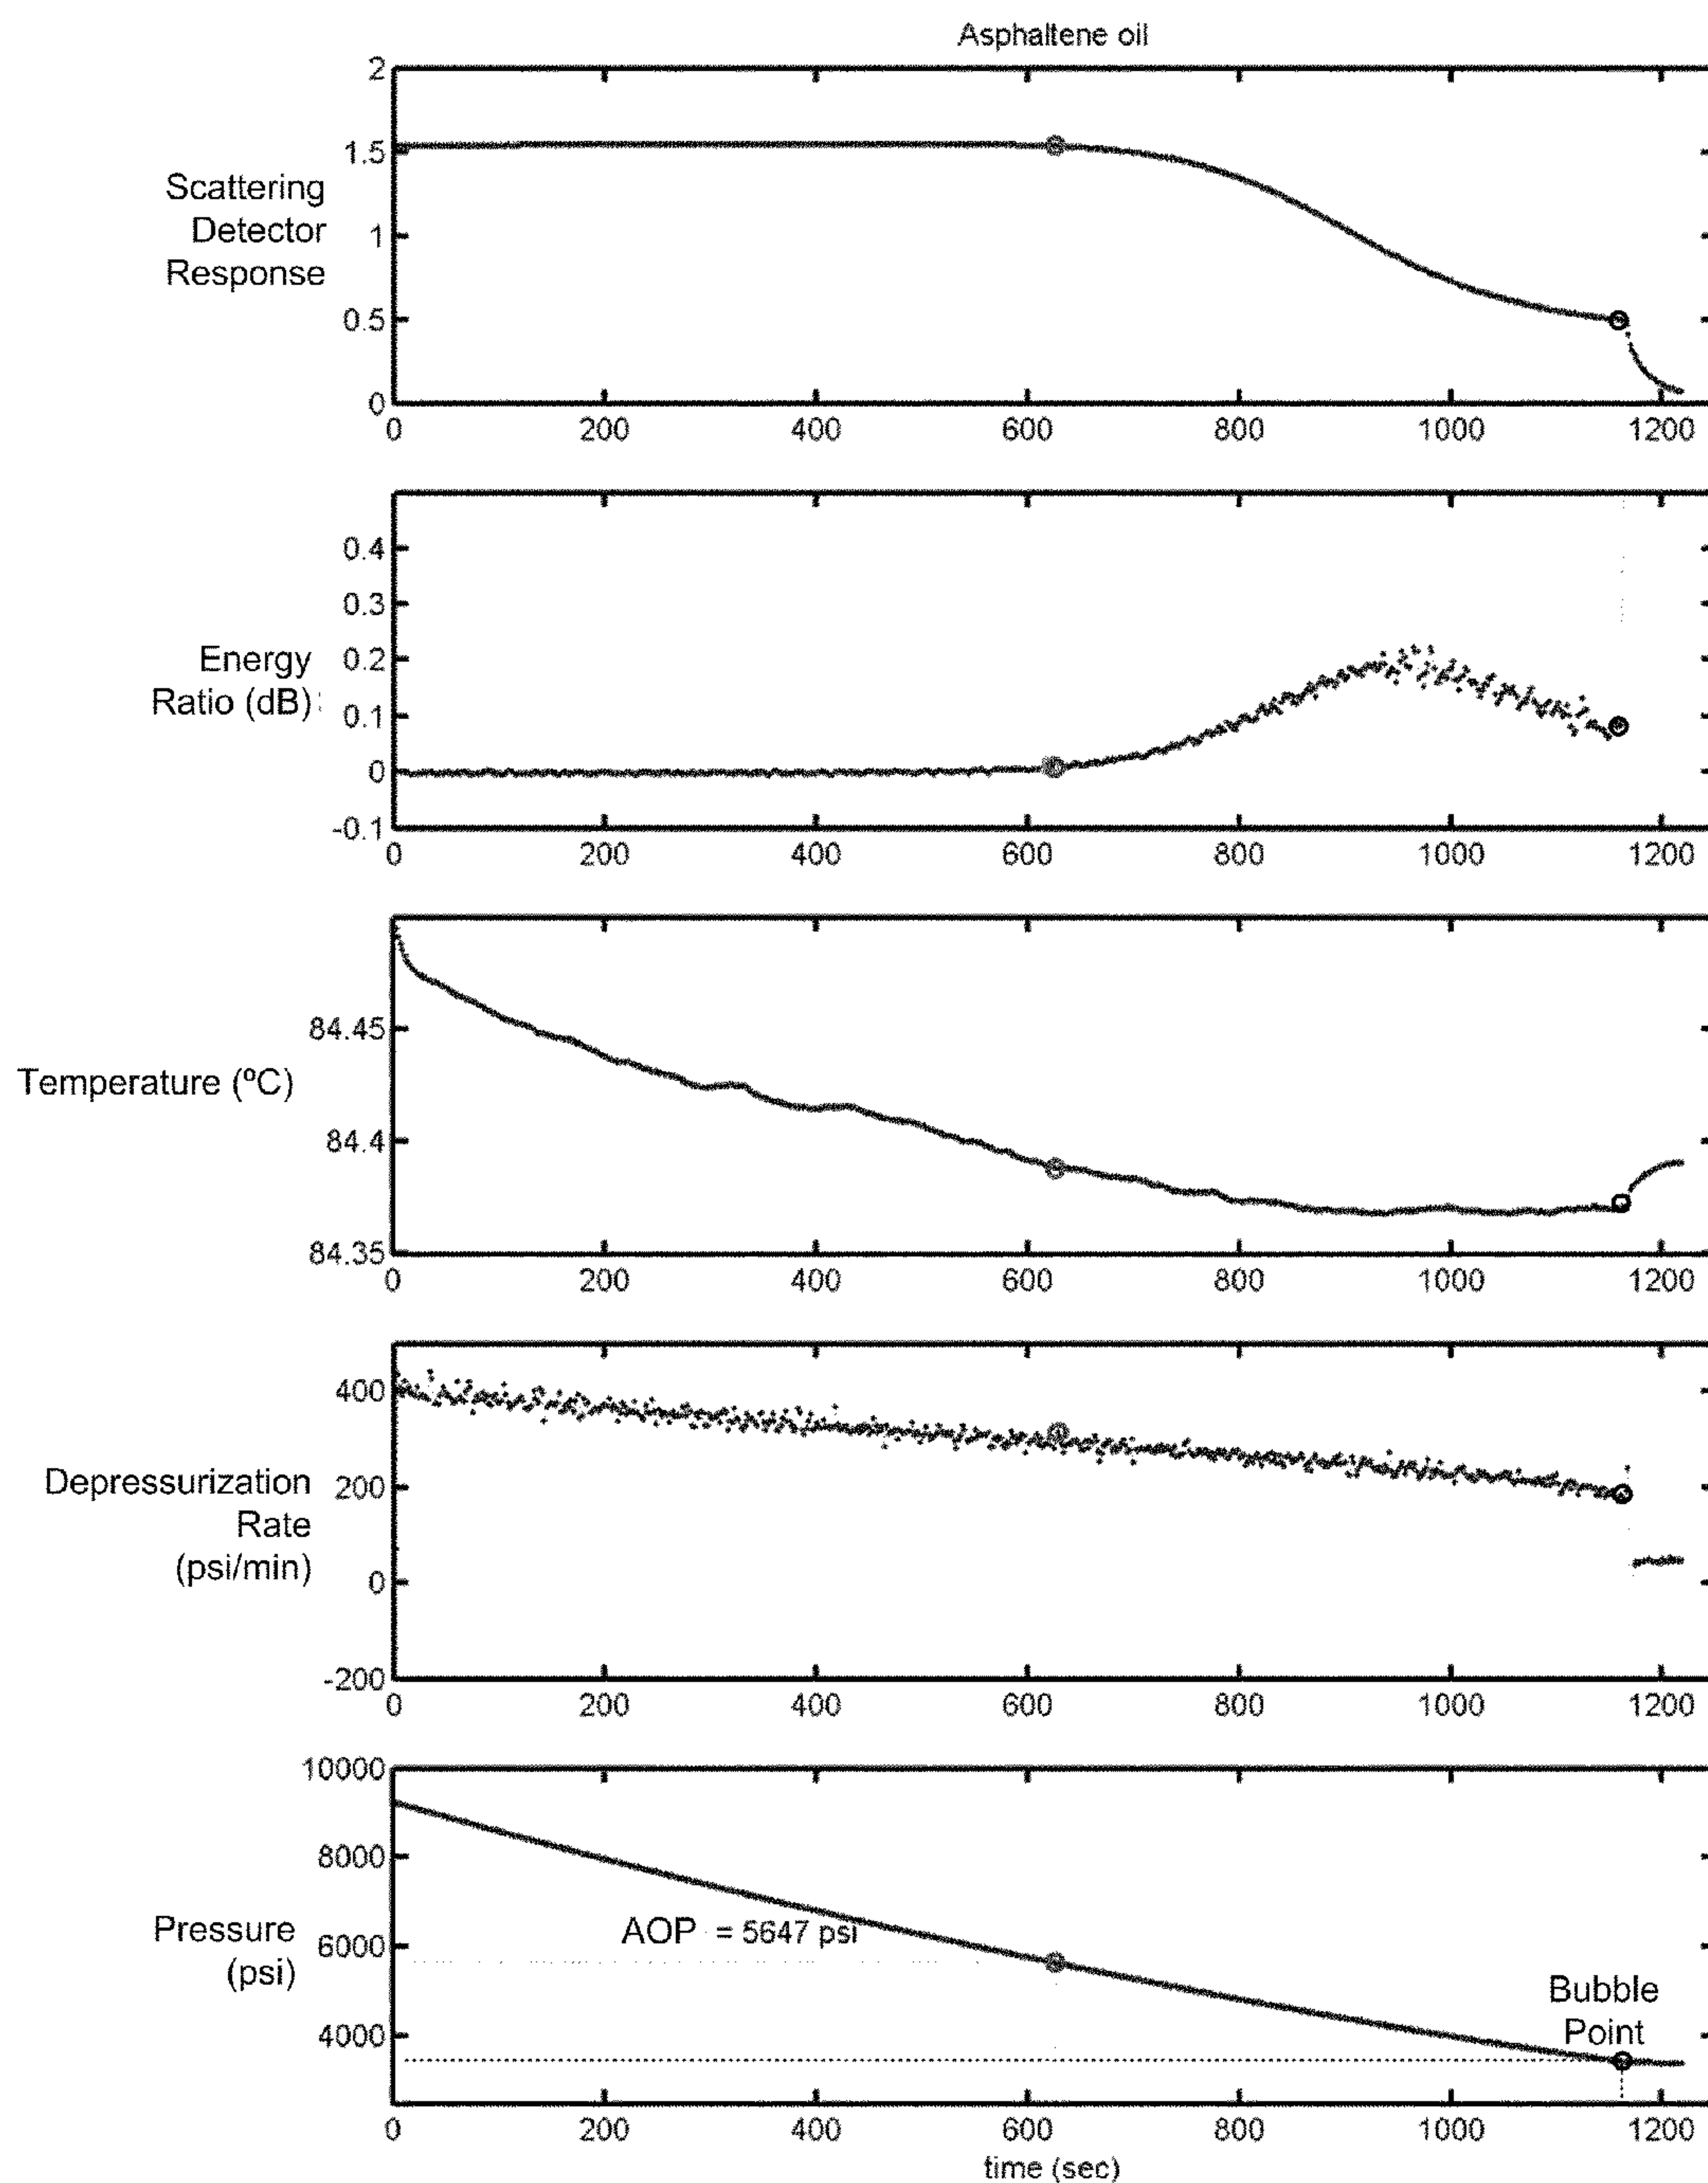 Asphaltene oil
2
1.5
1
0.5
0
Scattering
Detector
Response
0 200 400 600 800 1000 1200
0.4
0.3
0.2
0.1
0
-0.1
Energy
Ratio (dB)
0 200 400 600 800 1000 1200
84.45
84.4
84.35
Temperature (ºC)
0 200 400 600 800 1000 1200
400
200
0
-200
Depressurization
Rate
(psi/min)
0 200 400 600 800 1000 1200
10000
8000
6000
4000
Pressure
(psi)
AOP = 5647 psi
Bubble
Point
0 200 400 600 800 1000 1200
time (sec)